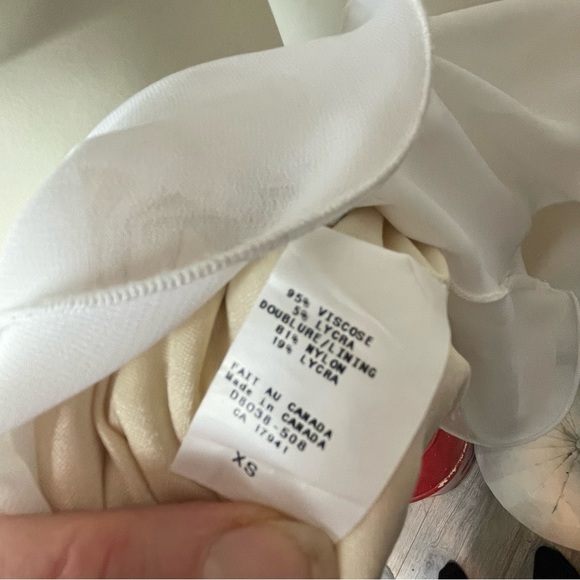 95% VISCOSE
5% LYCRA
DOUBLURE/LINING
81% NYLON
19% LYCRA
FAIT AU CANADA
Made in CANADA
D8038-508
CA 17941
XS